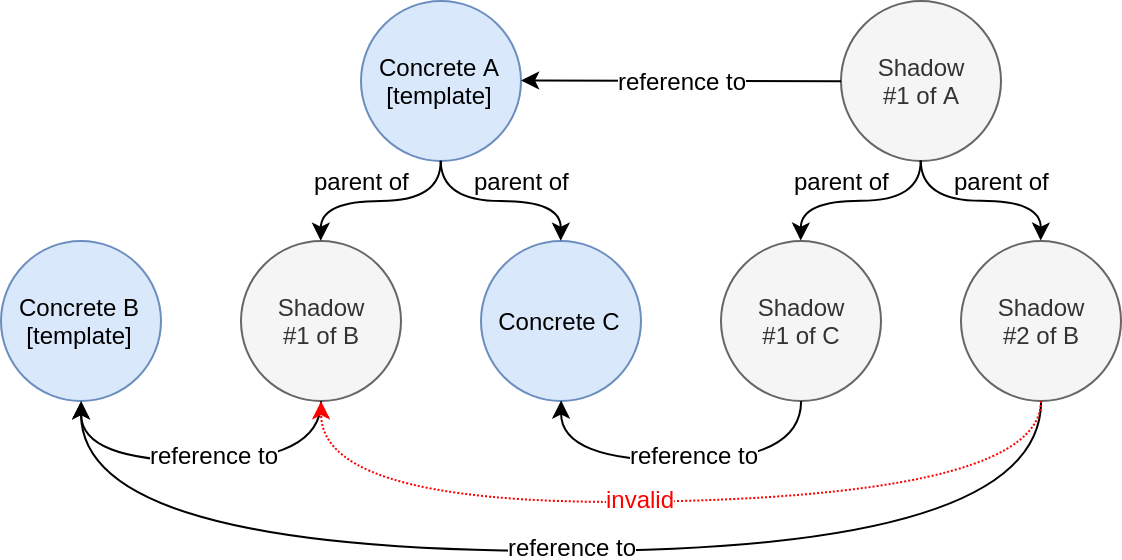 Concrete A
[template]
reference to
Shadow
#1 of A
parent of
parent of
parent of
parent of
Concrete B
[template]
Shadow
#1 of B
Concrete C
Shadow
#1 of C
Shadow
#2 of B
reference to
reference to
invalid
reference to